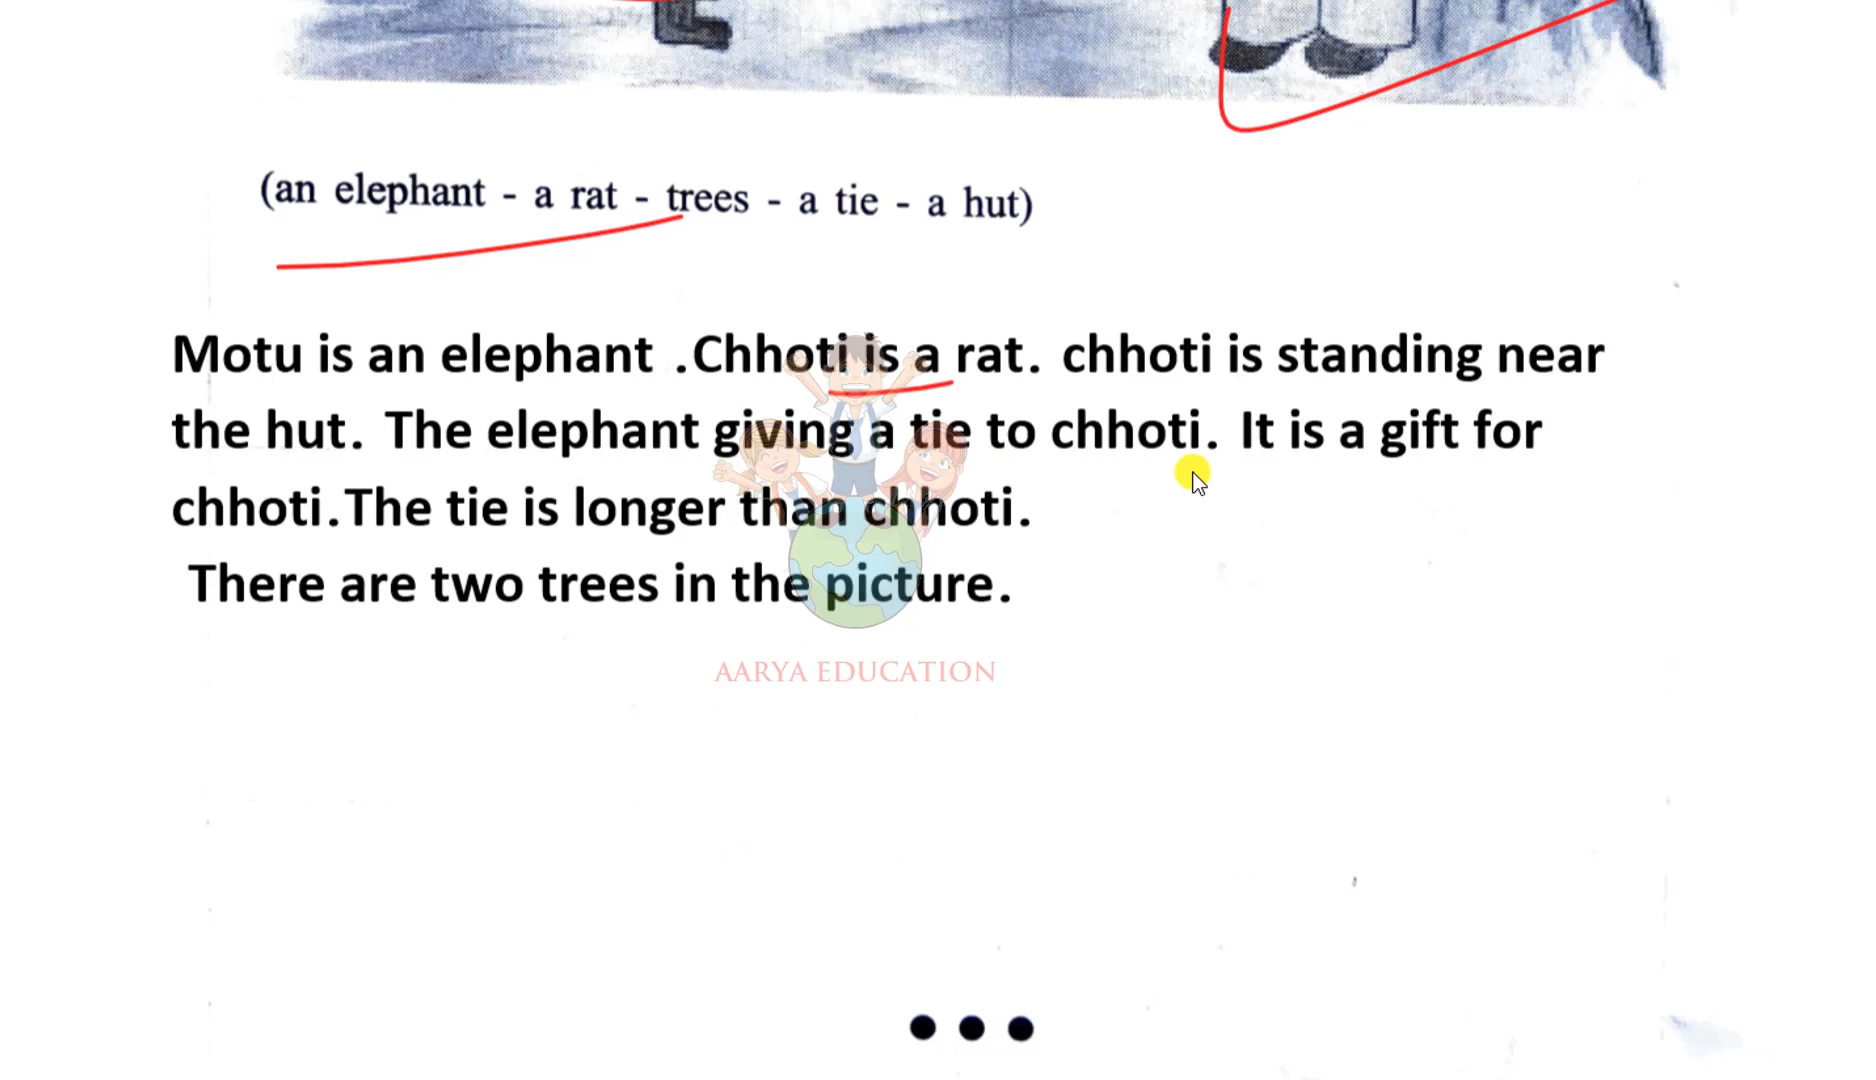 (an elephant - a rat - trees - a tie - a hut)
Motu is an elephant .Chhoti is a rat. chhoti is standing near
the hut. The elephant giving a tie to chhoti. It is a gift for
chhoti.The tie is longer than chhoti.
There are two trees in the picture.
AARYA EDUCATION